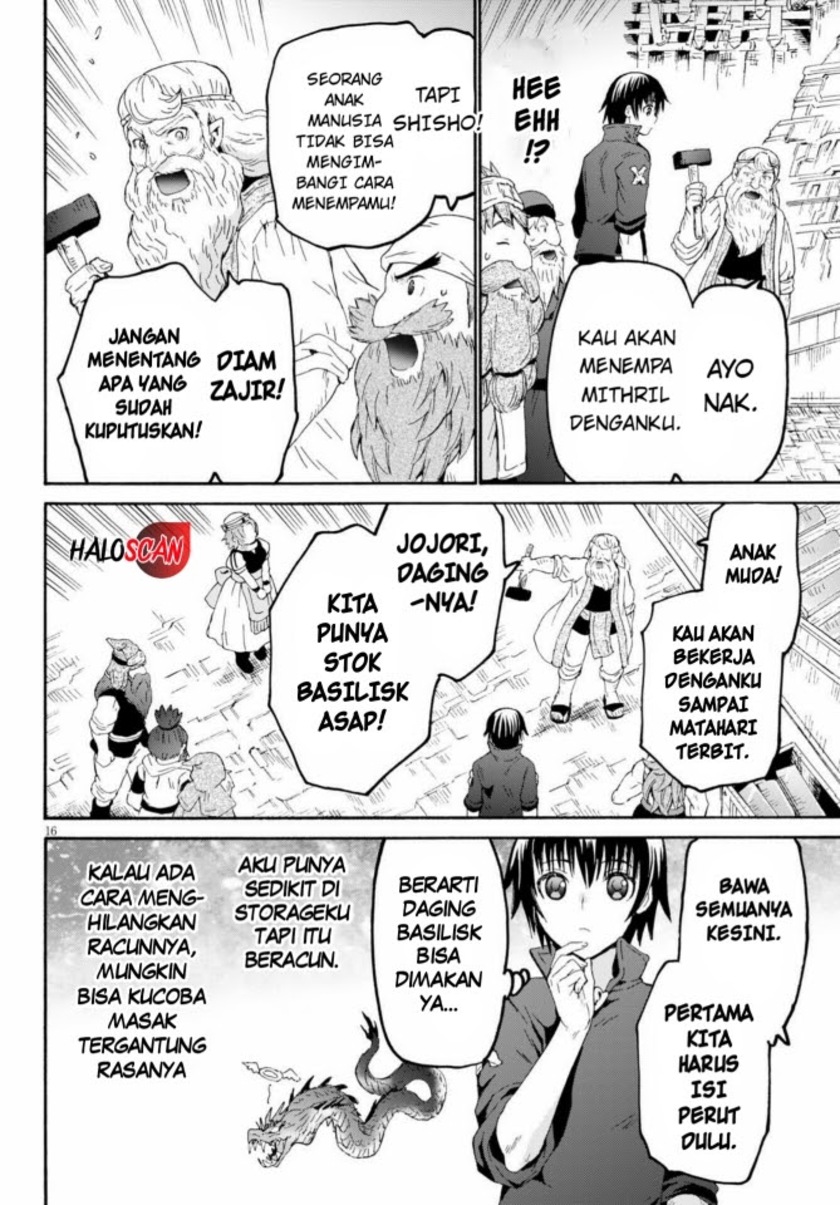 AYO
NAK.
KAU AKAN
MENEMPA
MITHRIL
DENGANKU.
HEE
EHH
!?
TAPI
SHISHO!
SEORANG
ANAK
MANUSIA
TIDAK BISA
MENGIM-
BANGI CARA
MENEMPAMU!
DIAM
ZAJIR!
JANGAN
MENENTANG
APA YANG
SUDAH
KUPUTUSKAN!
ANAK
MUDA!
KAU AKAN
BEKERJA
DENGANKU
SAMPAI
MATAHARI
TERBIT.
JOJORI,
DAGING
-NYA!
KITA
PUNYA
STOK
BASILISK
ASAP!
HALOSCAN
16
BAWA
SEMUANYA
KESINI.
PERTAMA
KITA
HARUS
ISI
PERUT
DULU.
BERARTI
DAGING
BASILISK
BISA
DIMAKAN
YA...
AKU PUNYA
SEDIKIT DI
STORAGEKU
TAPI ITU
BERACUN.
KALAU ADA
CARA MENG-
HILANGKAN
RACUNNYA,
MUNGKIN
BISA KUCOBA
MASAK
TERGANTUNG
RASANYA